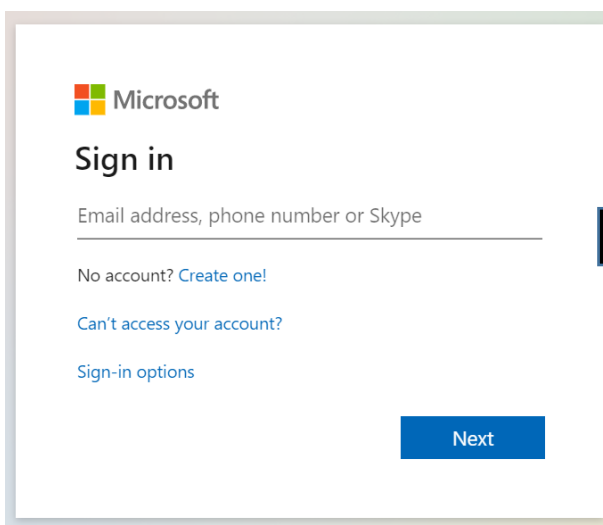 Microsoft
Sign in
Email address, phone number or Skype
No account? Create one!
Can't access your account?
Sign-in options
Next